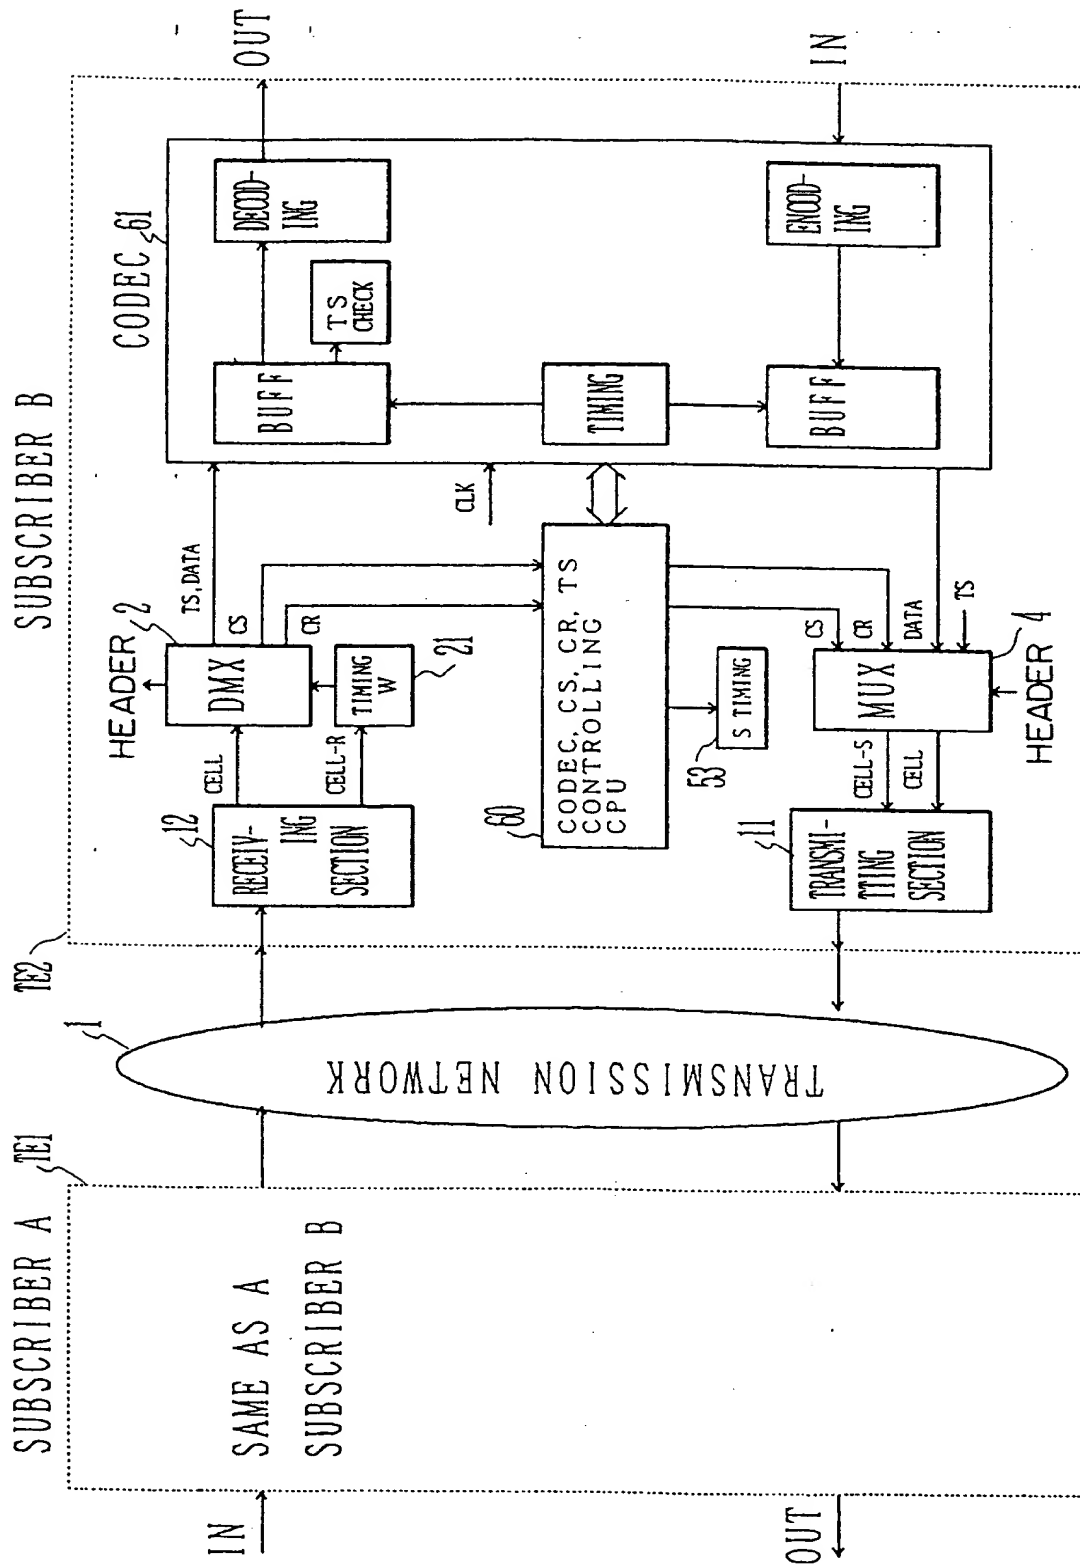 SUBSCRIBER A
TE1
IN
SAME AS A
SUBSCRIBER B
OUT
1
TRANSMISSION NETWORK
SUBSCRIBER B
TE2
12
RECEIV-
ING
SECTION
CELL
CELL-R
HEADER
2
DMX
TIMING
W
21
TS,DATA
CS
CR
60
CODEC, CS, CR, TS
CONTROLLING
CPU
CLK
53
S TIMING
11
TRANSMI-
TTING
SECTION
CELL-S
CELL
MUX
4
HEADER
CS
CR
DATA
TS
CODEC 61
BUFF
TS
CHECK
DECOD-
ING
TIMING
BUFF
ENCOD-
ING
OUT
IN